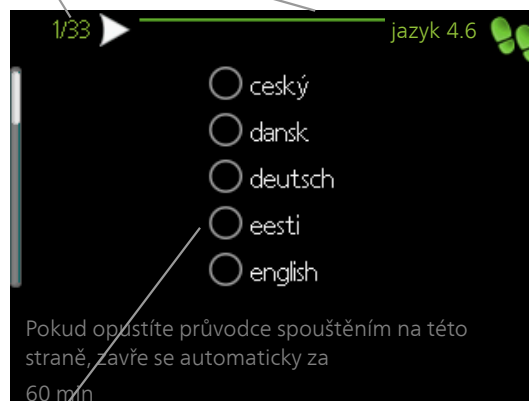 1/33
jazyk 4.6
ceský
dansk
deutsch
eesti
english
Pokud opustíte průvodce spouštěním na této
straně, zavře se automaticky za
60 min